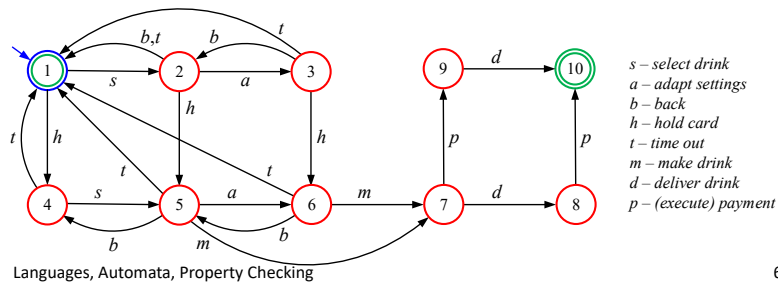 t
b,t
b
1
s
2
a
3
9
d
10
h
h
h
t
t
t
p
p
4
s
5
a
6
m
7
d
8
b
m
b
s – select drink
a – adapt settings
b – back
h – hold card
t – time out
m – make drink
d – deliver drink
p – (execute) payment
Languages, Automata, Property Checking